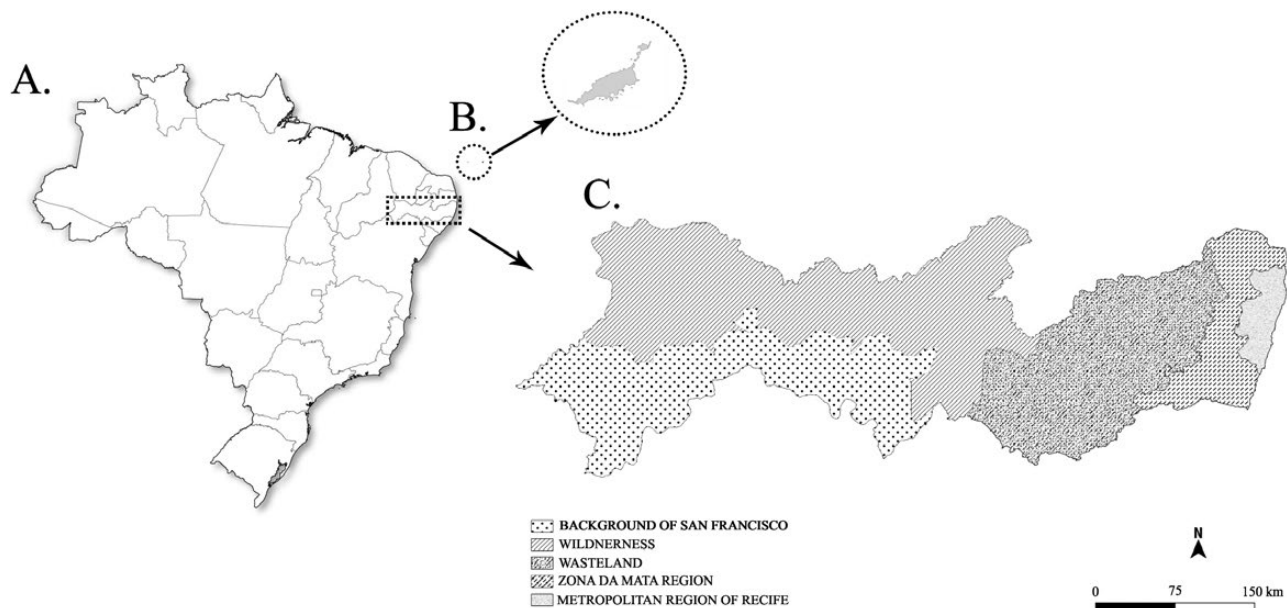 A.
B.
C.
BACKGROUND OF SAN FRANCISCO
WILDNERNESS
WASTELAND
ZONA DA MATA REGION
METROPOLITAN REGION OF RECIFE
N
0 75 150 km